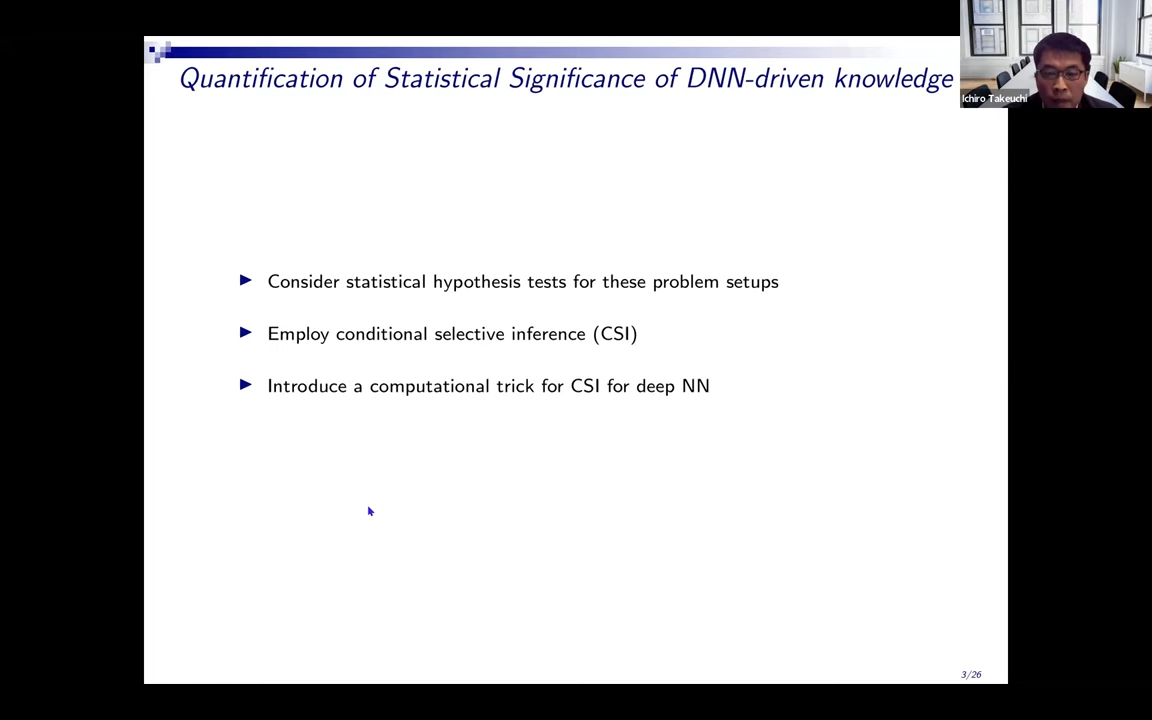 Quantification of Statistical Significance of DNN-driven knowledge
Ichiro Takeuchi
Consider statistical hypothesis tests for these problem setups
Employ conditional selective inference (CSI)
Introduce a computational trick for CSI for deep NN
3/26